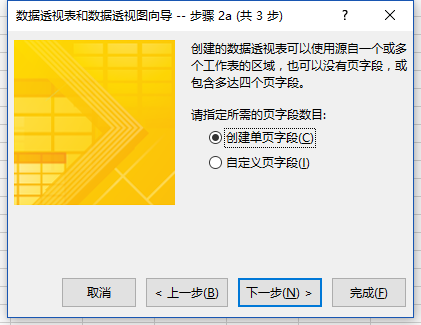 数据透视表和数据透视图向导 -- 步骤 2a (共 3 步)
?
创建的数据透视表可以使用源自一个或多
个工作表的区域，也可以没有页字段，或
包含多达四个页字段。
请指定所需的页字段数目:
创建单页字段(C)
自定义页字段(I)
取消
< 上一步(B)
下一步(N) >
完成(F)